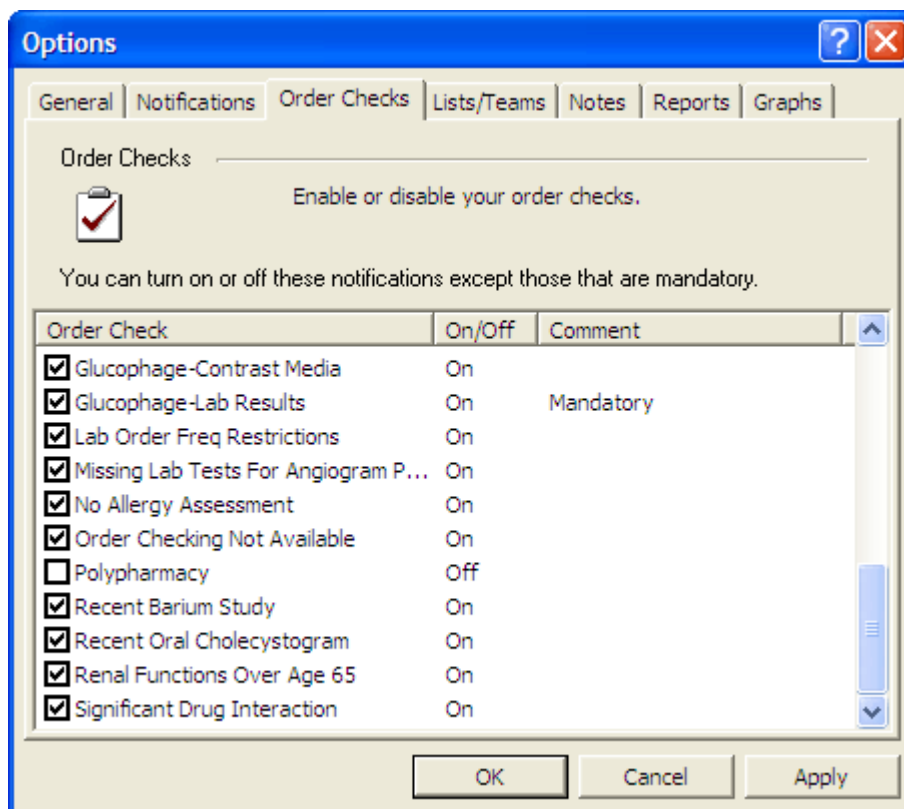 Options
General Notifications Order Checks Lists/Teams Notes Reports Graphs
Order Checks
Enable or disable your order checks.
You can turn on or off these notifications except those that are mandatory.
Order Check On/Off Comment
Glucophage-Contrast Media On
Glucophage-Lab Results On Mandatory
Lab Order Freq Restrictions On
Missing Lab Tests For Angiogram P... On
No Allergy Assessment On
Order Checking Not Available On
Polypharmacy Off
Recent Barium Study On
Recent Oral Cholecystogram On
Renal Functions Over Age 65 On
Significant Drug Interaction On
OK Cancel Apply